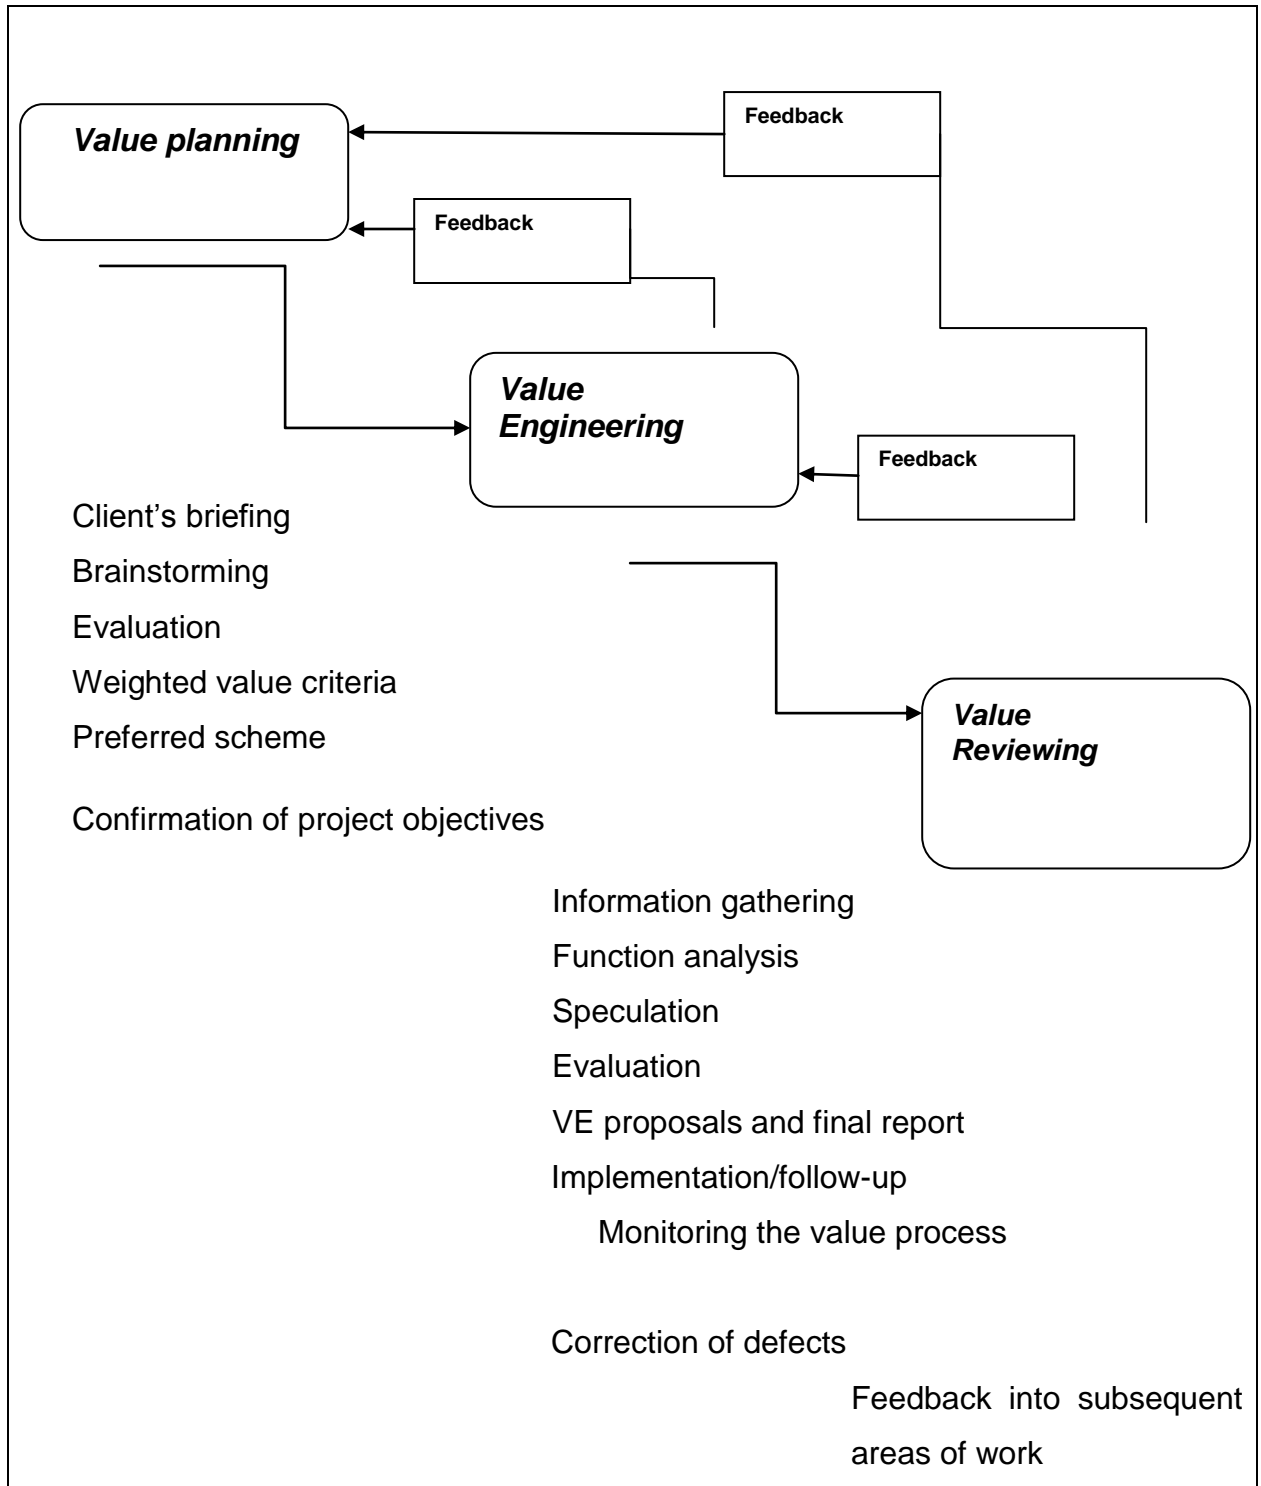 Feedback
Value planning
Feedback
Value
Engineering
Feedback
Client's briefing
Brainstorming
Evaluation
Weighted value criteria
Preferred scheme
Value
Reviewing
Confirmation of project objectives
Information gathering
Function analysis
Speculation
Evaluation
VE proposals and final report
Implementation/follow-up
Monitoring the value process
Correction of defects
Feedback into subsequent
areas of work